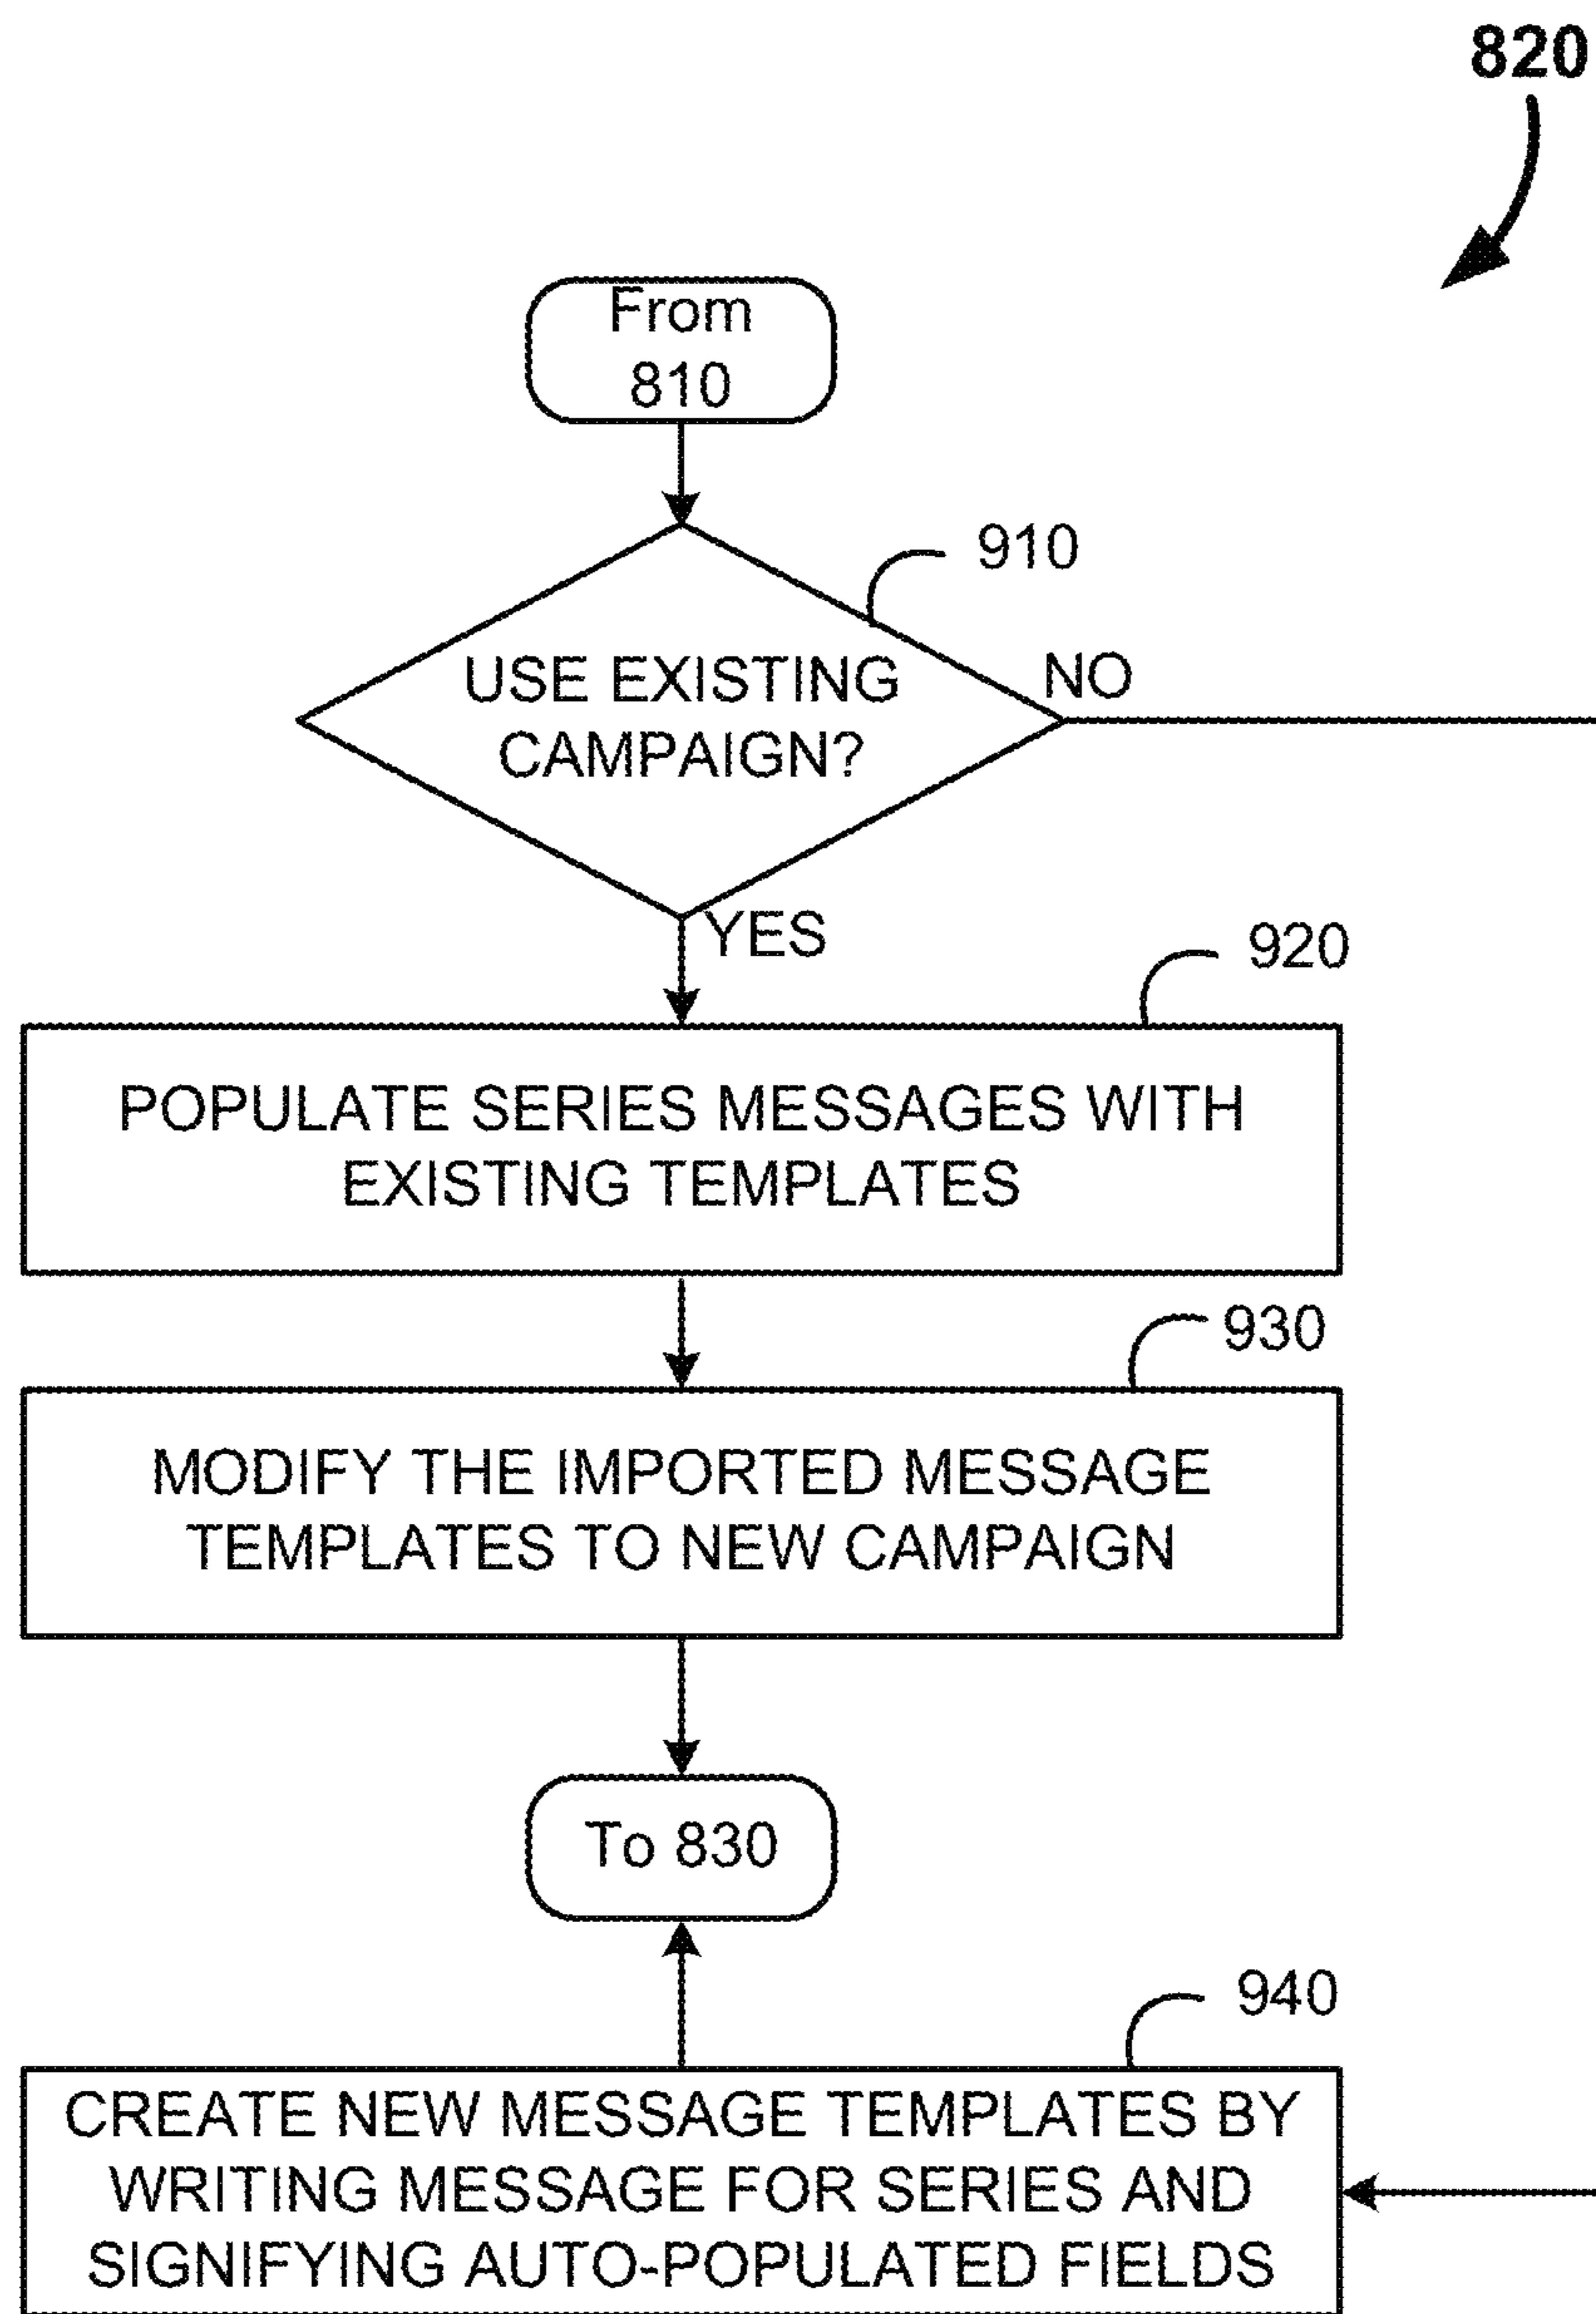 820
From
810
910
USE EXISTING
CAMPAIGN?
NO
YES
920
POPULATE SERIES MESSAGES WITH
EXISTING TEMPLATES
930
MODIFY THE IMPORTED MESSAGE
TEMPLATES TO NEW CAMPAIGN
To 830
940
CREATE NEW MESSAGE TEMPLATES BY
WRITING MESSAGE FOR SERIES AND
SIGNIFYING AUTO-POPULATED FIELDS